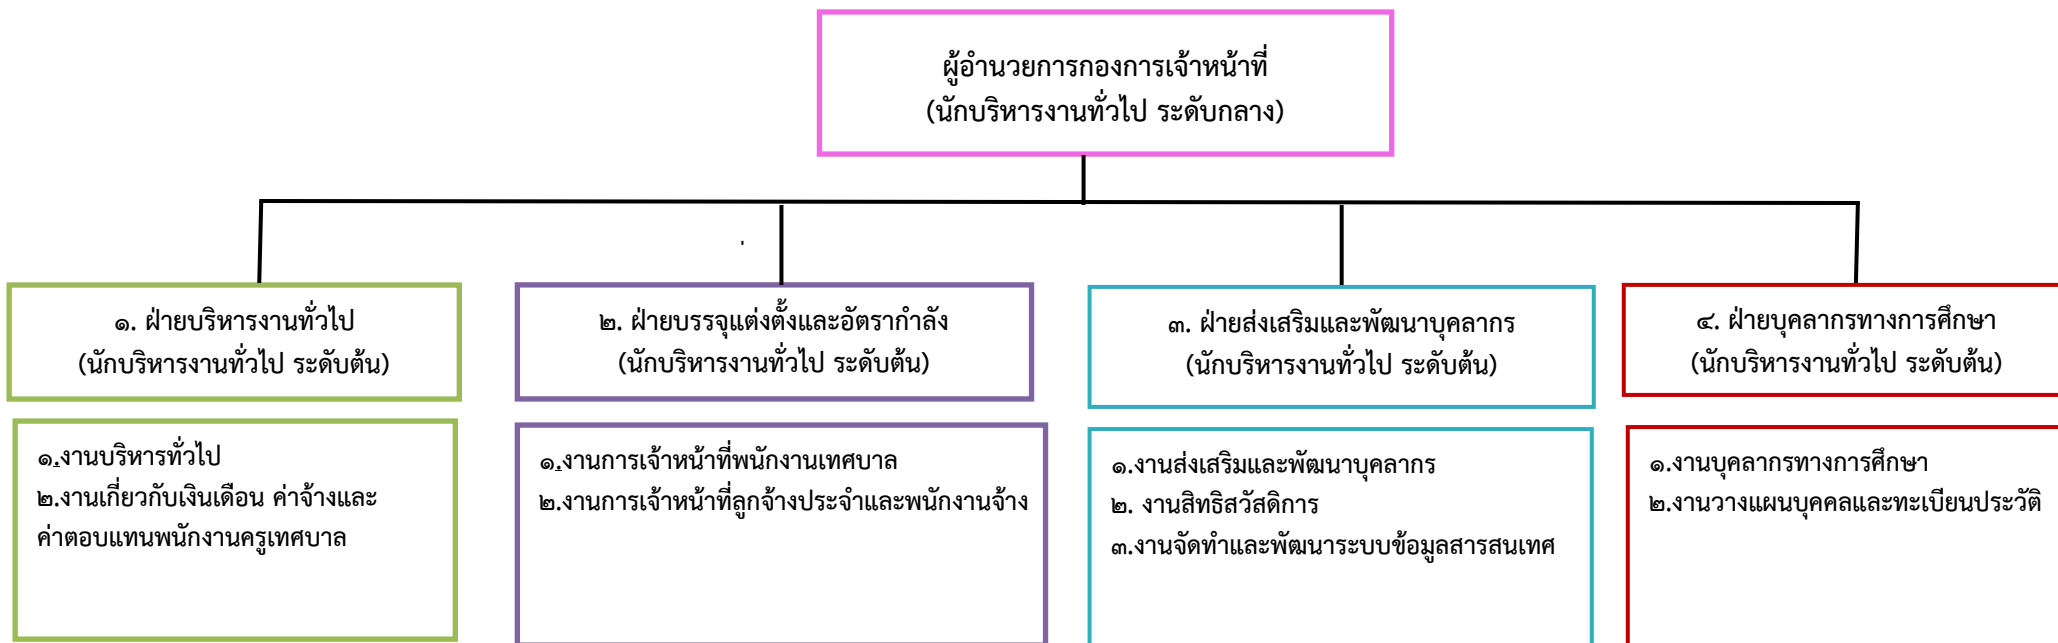 ผู้อำนวยการกองการเจ้าหน้าที่
(นักบริหารงานทั่วไป ระดับกลาง)
๑. ฝ่ายบริหารงานทั่วไป
(นักบริหารงานทั่วไป ระดับต้น)
๑.งานบริหารทั่วไป
๒.งานเกี่ยวกับเงินเดือน ค่าจ้างและ
ค่าตอบแทนพนักงานครูเทศบาล
๒. ฝ่ายบรรจุแต่งตั้งและอัตรากำลัง
(นักบริหารงานทั่วไป ระดับต้น)
๑.งานการเจ้าหน้าที่พนักงานเทศบาล
๒.งานการเจ้าหน้าที่ลูกจ้างประจำและพนักงานจ้าง
๓. ฝ่ายส่งเสริมและพัฒนาบุคลากร
(นักบริหารงานทั่วไป ระดับต้น)
๑.งานส่งเสริมและพัฒนาบุคลากร
๒. งานสิทธิสวัสดิการ
๓.งานจัดทำและพัฒนาระบบข้อมูลสารสนเทศ
๔. ฝ่ายบุคลากรทางการศึกษา
(นักบริหารงานทั่วไป ระดับต้น)
๑.งานบุคลากรทางการศึกษา
๒.งานวางแผนบุคคลและทะเบียนประวัติ